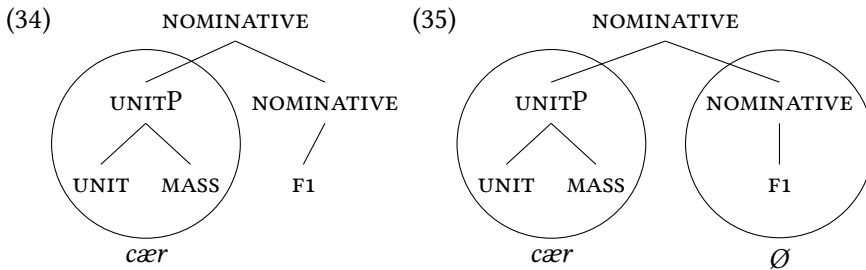 (34) NOMINATIVE (35) NOMINATIVE
UNITP NOMINATIVE UNITP NOMINATIVE
UNIT MASS F1 UNIT MASS F1
cær cær Ø